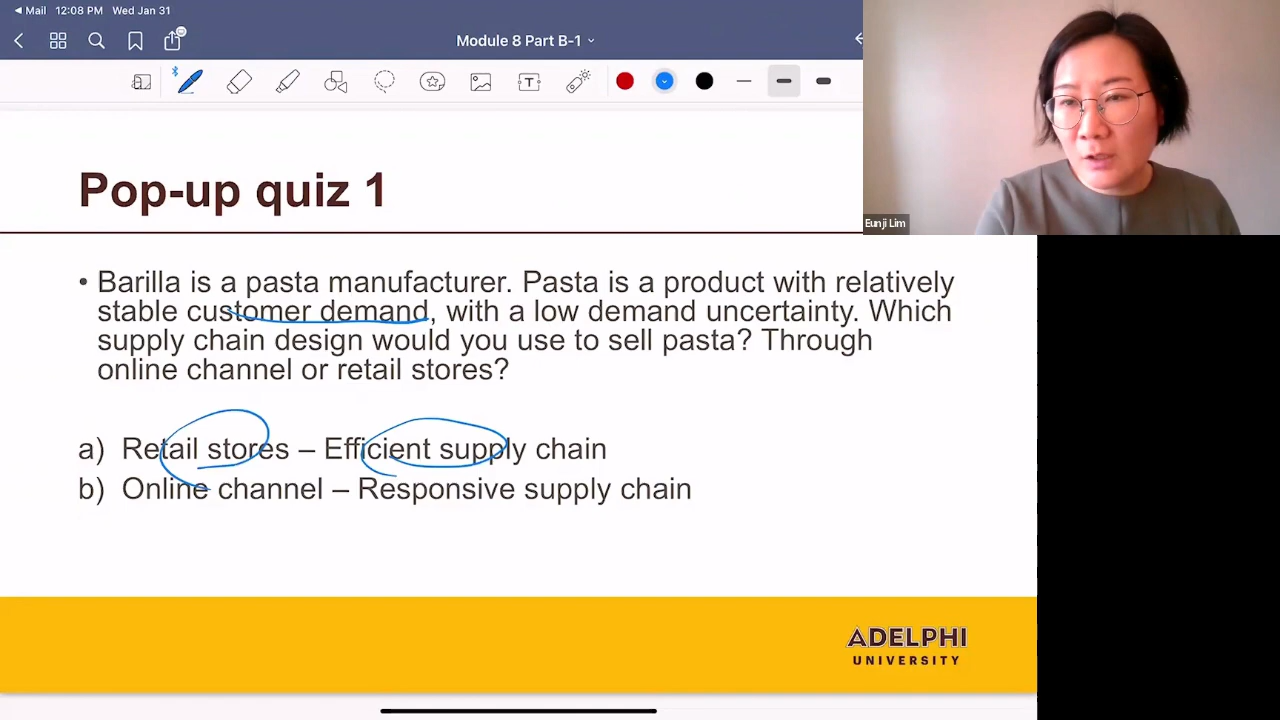 Mail 12:08 PM Wed Jan 31
Module 8 Part B-1
T
Eunji Lim
Pop-up quiz 1
• Barilla is a pasta manufacturer. Pasta is a product with relatively
stable customer demand, with a low demand uncertainty. Which
supply chain design would you use to sell pasta? Through
online channel or retail stores?
a) Retail stores – Efficient supply chain
b) Online channel – Responsive supply chain
ADELPHI
UNIVERSITY